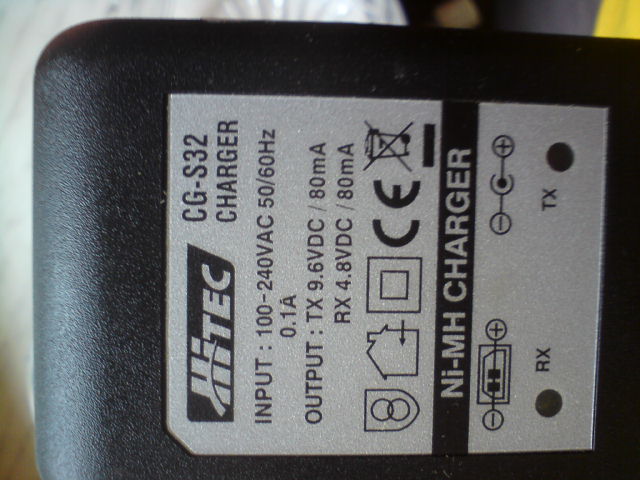 HiTEC
CG-S32
CHARGER
INPUT : 100-240VAC 50/60Hz
0.1A
OUTPUT : TX 9.6VDC / 80mA
RX 4.8VDC / 80mA
CE
Ni-MH CHARGER
RX
TX